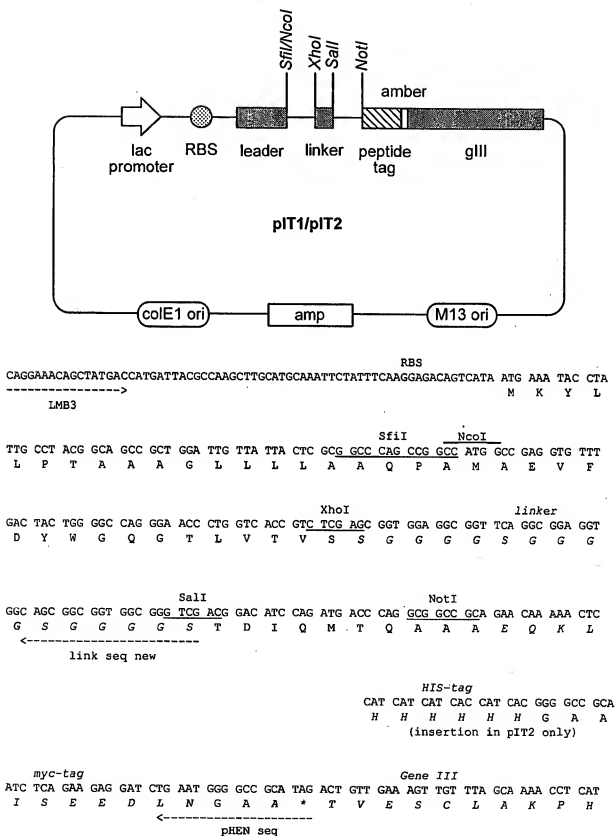 SfiI/NcoI
XhoI
SalI
NotI
amber
lac promoter
RBS
leader
linker
peptide tag
gIII
pIT1/pIT2
colE1 ori
amp
M13 ori
RBS
CAGGAAACAGCTATGACCATGATTACGCCAAGCTTGCATGCAAATTCTATTTCAAGGAGACAGTCATA ATG AAA TAC CTA
---------------->
M K Y L
LMB3
SfiI NcoI
TTG CCT ACG GCA GCC GCT GGA TTG TTA TTA CTC GCG GCC CAG CCG GCC ATG GCC GAG GTG TTT
L P T A A A G L L L L A A Q P A M A E V F
XhoI linker
GAC TAC TGG GGC CAG GGA ACC CTG GTC ACC GTC TCG AGC GGT GGA GGC GGT TCA GGC GGA GGT
D Y W G Q G T L V T V S S G G G G S G G G
SalI NotI
GGC AGC GGC GGT GGC GGG TCG ACG GAC ATC CAG ATG ACC CAG GCG GCC GCA GAA CAA AAA CTC
G S G G G G S T D I Q M T Q A A A E Q K L
<-----------------------
link seq new
HIS-tag
CAT CAT CAT CAC CAT CAC GGG GCC GCA
H H H H H H G A A
(insertion in pIT2 only)
myc-tag Gene III
ATC TCA GAA GAG GAT CTG AAT GGG GCC GCA TAG ACT GTT GAA AGT TGT TTA GCA AAA CCT CAT
I S E E D L N G A A * T V E S C L A K P H
<--------------------
pHEN seq